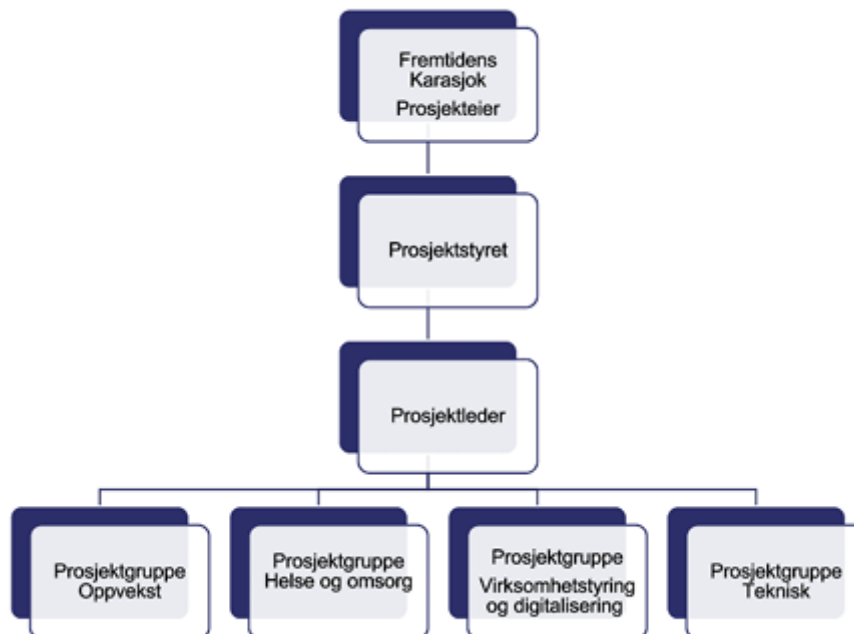 Fremtidens
Karasjok
Prosjekteier
Prosjektstyret
Prosjektleder
Prosjektgruppe
Oppvekst
Prosjektgruppe
Helse og omsorg
Prosjektgruppe
Virksomhetstyring
og digitalisering
Prosjektgruppe
Teknisk